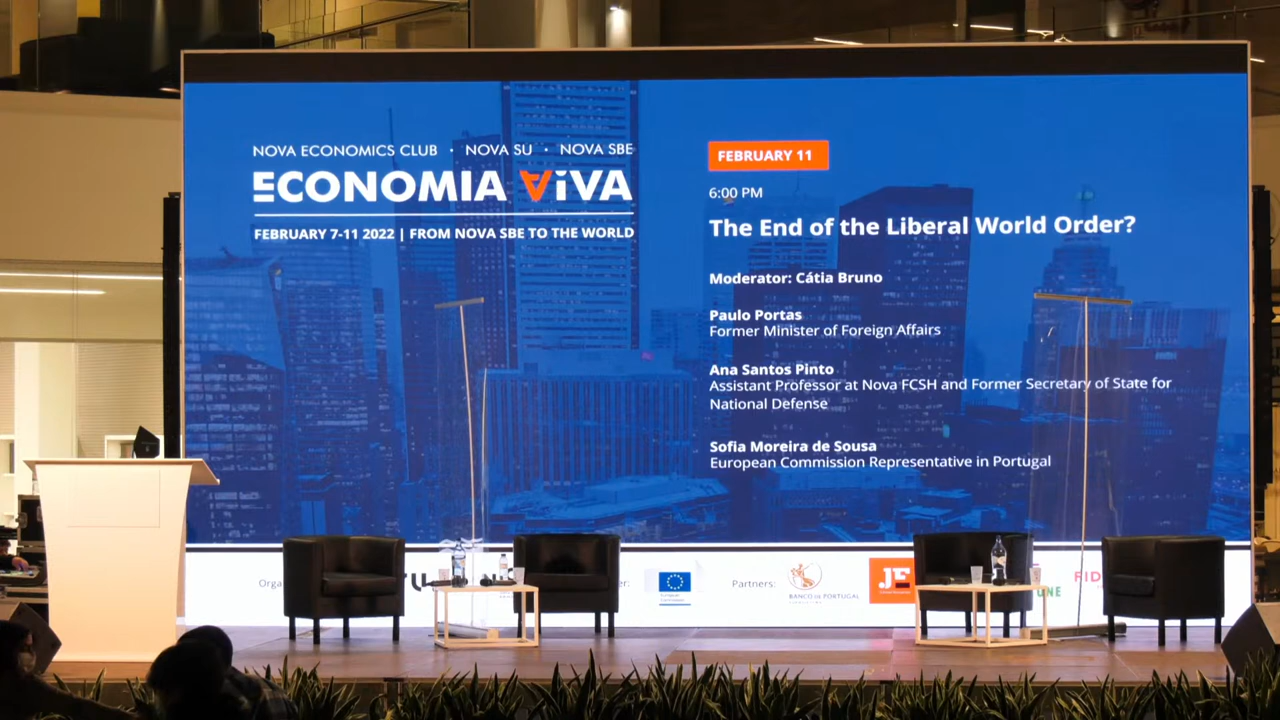 NOVA ECONOMICS CLUB · NOVA SU · NOVA SBE
ECONOMIA ViVA
FEBRUARY 7-11 2022 | FROM NOVA SBE TO THE WORLD
FEBRUARY 11
6:00 PM
The End of the Liberal World Order?
Moderator: Cátia Bruno
Paulo Portas
Former Minister of Foreign Affairs
Ana Santos Pinto
Assistant Professor at Nova FCSH and Former Secretary of State for
National Defense
Sofia Moreira de Sousa
European Commission Representative in Portugal
European
Commission
Partners:
BANCO DE PORTUGAL